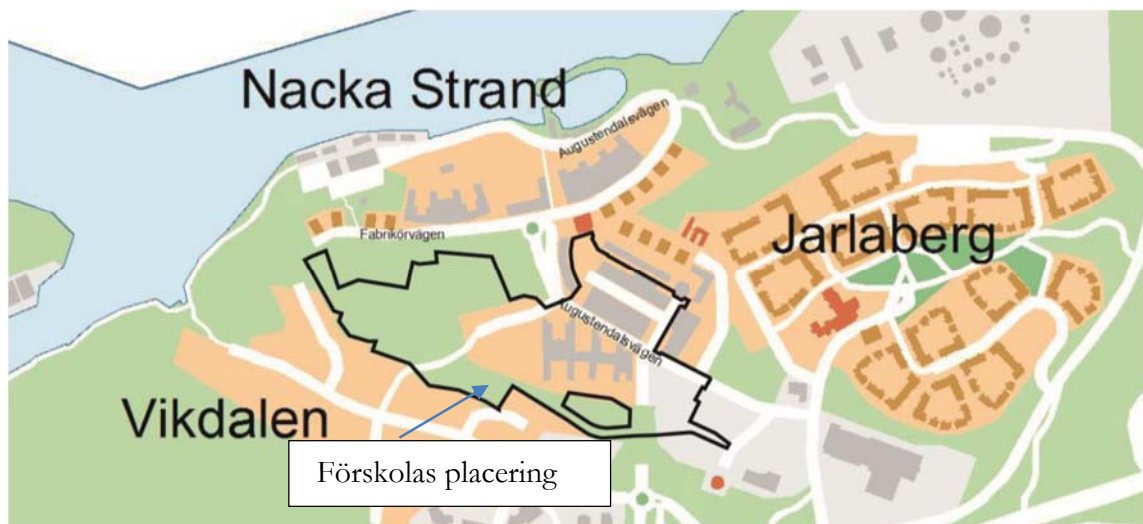 Nacka Strand
Augustendalsvägen
Fabrikörvägen
Jarlaberg
Augustendalsvägen
Vikdalen
Förskolas placering